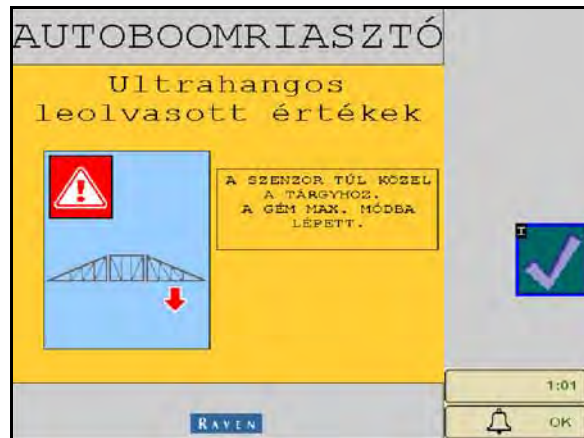 AUTOBOOMRIASZTÓ
Ultrahangos
leolvasott értékek
A SZENZOR TÚL KÖZEL
A TÁRGYHOZ.
A GÉM MAX. MÓDBA
LÉPETT.
I
1:01
RAVEN
OK